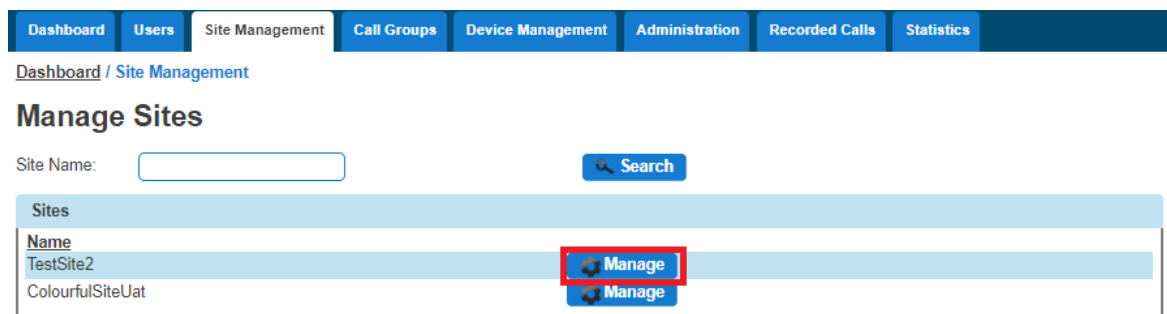 Dashboard Users Site Management Call Groups Device Management Administration Recorded Calls Statistics
Dashboard / Site Management
Manage Sites
Site Name: Search
Sites
Name
TestSite2 Manage
ColourfulSiteUat Manage